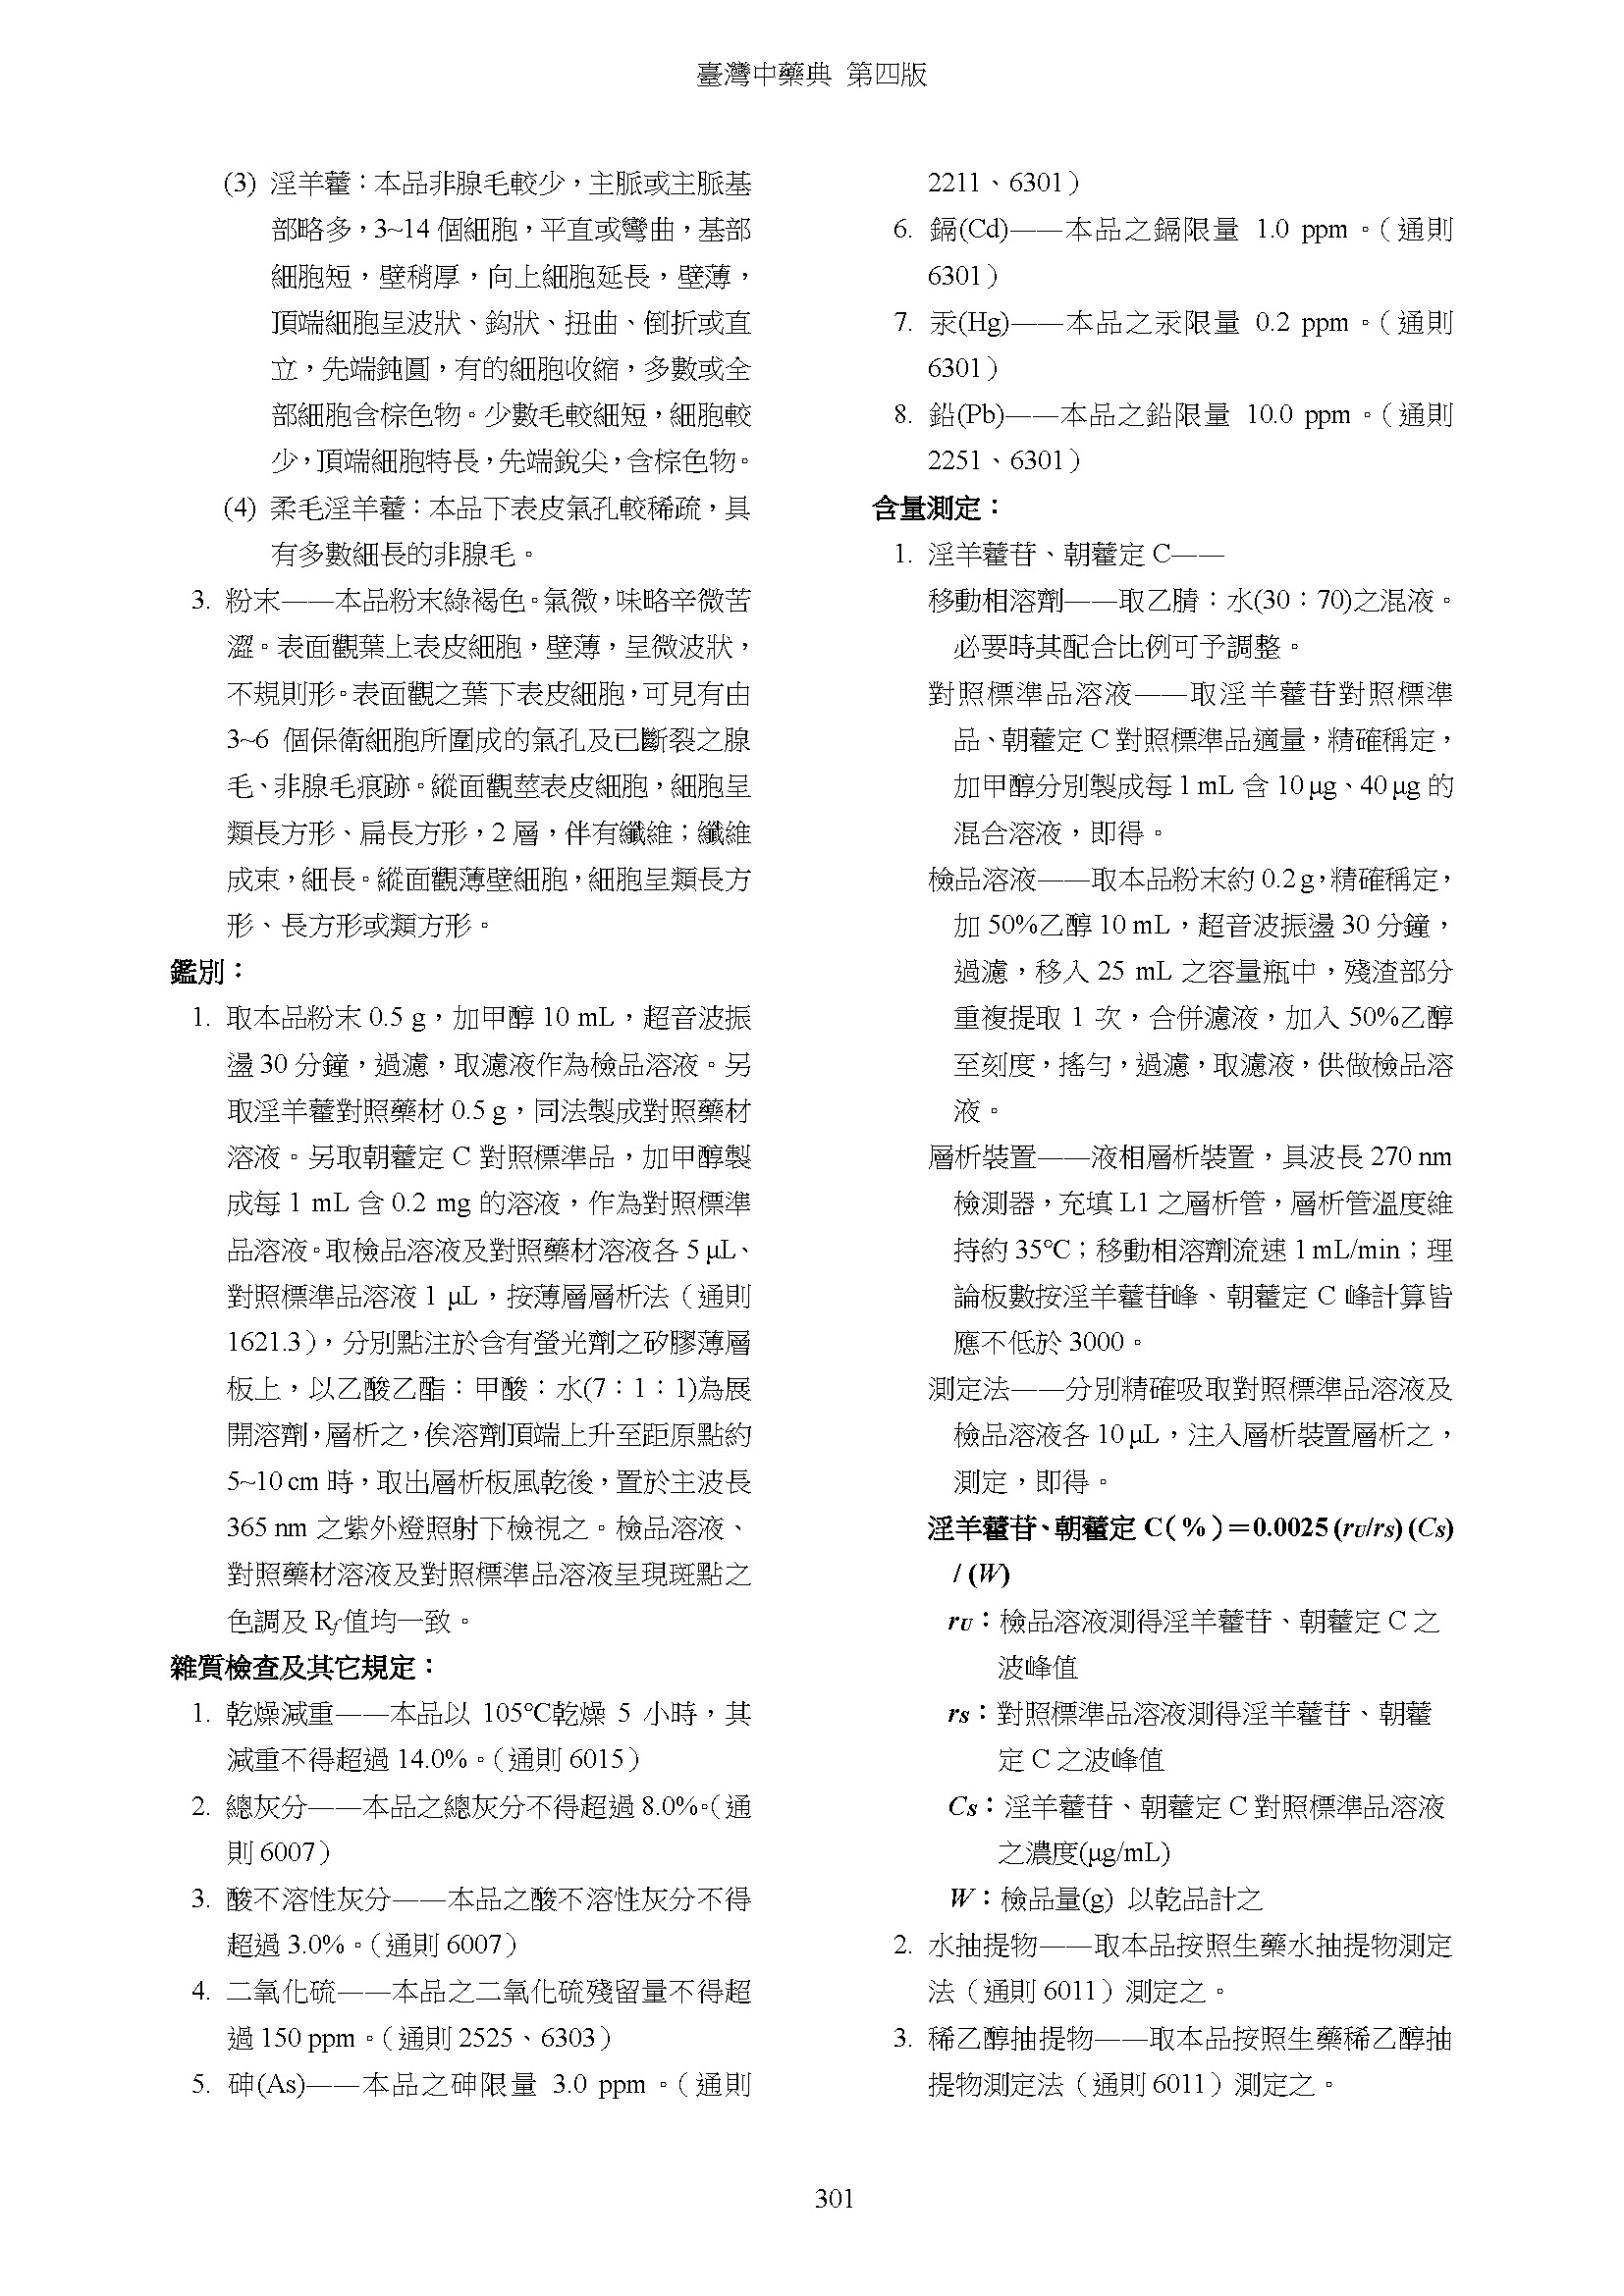 臺灣中藥典 第四版
(3) 淫羊藿：本品非腺毛較少，主脈或主脈基
部略多，3~14 個細胞，平直或彎曲，基部
細胞短，壁稍厚，向上細胞延長，壁薄，
頂端細胞呈波狀、鈎狀、扭曲、倒折或直
立，先端鈍圓，有的細胞收縮，多數或全
部細胞含棕色物。少數毛較細短，細胞較
少，頂端細胞特長，先端銳尖，含棕色物。
(4) 柔毛淫羊藿：本品下表皮氣孔較稀疏，具
有多數細長的非腺毛。
3. 粉末——本品粉末綠褐色。氣微，味略辛微苦
澀。表面觀葉上表皮細胞，壁薄，呈微波狀，
不規則形。表面觀之葉下表皮細胞，可見有由
3~6 個保衛細胞所圍成的氣孔及已斷裂之腺
毛、非腺毛痕跡。縱面觀莖表皮細胞，細胞呈
類長方形、扁長方形，2 層，伴有纖維；纖維
成束，細長。縱面觀薄壁細胞，細胞呈類長方
形、長方形或類方形。
鑑別：
1. 取本品粉末 0.5 g，加甲醇 10 mL，超音波振
盪 30 分鐘，過濾，取濾液作為檢品溶液。另
取淫羊藿對照藥材 0.5 g，同法製成對照藥材
溶液。另取朝藿定 C 對照標準品，加甲醇製
成每 1 mL 含 0.2 mg 的溶液，作為對照標準
品溶液。取檢品溶液及對照藥材溶液各 5 μL、
對照標準品溶液 1 μL，按薄層層析法（通則
1621.3），分別點注於含有螢光劑之矽膠薄層
板上，以乙酸乙酯：甲酸：水(7：1：1)為展
開溶劑，層析之，俟溶劑頂端上升至距原點約
5~10 cm 時，取出層析板風乾後，置於主波長
365 nm 之紫外燈照射下檢視之。檢品溶液、
對照藥材溶液及對照標準品溶液呈現斑點之
色調及 Rf 值均一致。
雜質檢查及其它規定：
1. 乾燥減重——本品以 105℃乾燥 5 小時，其
減重不得超過 14.0%。（通則 6015）
2. 總灰分——本品之總灰分不得超過 8.0%。（通
則 6007）
3. 酸不溶性灰分——本品之酸不溶性灰分不得
超過 3.0%。（通則 6007）
4. 二氧化硫——本品之二氧化硫殘留量不得超
過 150 ppm。（通則 2525、6303）
5. 砷(As)——本品之砷限量 3.0 ppm。（通則
2211、6301）
6. 鎘(Cd)——本品之鎘限量 1.0 ppm。（通則
6301）
7. 汞(Hg)——本品之汞限量 0.2 ppm。（通則
6301）
8. 鉛(Pb)——本品之鉛限量 10.0 ppm。（通則
2251、6301）
含量測定：
1. 淫羊藿苷、朝藿定 C——
移動相溶劑——取乙腈：水(30：70)之混液。
必要時其配合比例可予調整。
對照標準品溶液——取淫羊藿苷對照標準
品、朝藿定 C 對照標準品適量，精確稱定，
加甲醇分別製成每 1 mL 含 10 μg、40 μg 的
混合溶液，即得。
檢品溶液——取本品粉末約 0.2 g，精確稱定，
加 50%乙醇 10 mL，超音波振盪 30 分鐘，
過濾，移入 25 mL 之容量瓶中，殘渣部分
重複提取 1 次，合併濾液，加入 50%乙醇
至刻度，搖勻，過濾，取濾液，供做檢品溶
液。
層析裝置——液相層析裝置，具波長 270 nm
檢測器，充填 L1 之層析管，層析管溫度維
持約 35℃；移動相溶劑流速 1 mL/min；理
論板數按淫羊藿苷峰、朝藿定 C 峰計算皆
應不低於 3000。
測定法——分別精確吸取對照標準品溶液及
檢品溶液各 10 μL，注入層析裝置層析之，
測定，即得。
淫羊藿苷、朝藿定 C（%）＝0.0025 (rU/rS) (CS)
/ (W)
rU：檢品溶液測得淫羊藿苷、朝藿定 C 之
波峰值
rS：對照標準品溶液測得淫羊藿苷、朝藿
定 C 之波峰值
CS：淫羊藿苷、朝藿定 C 對照標準品溶液
之濃度(μg/mL)
W：檢品量(g) 以乾品計之
2. 水抽提物——取本品按照生藥水抽提物測定
法（通則 6011）測定之。
3. 稀乙醇抽提物——取本品按照生藥稀乙醇抽
提物測定法（通則 6011）測定之。
301